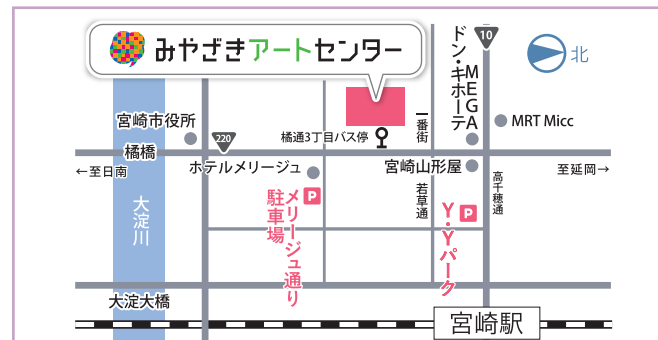 みやざきアートセンター
10
北
MEGA
ドン・キホーテ
MRT Micc
宮崎市役所
220
橘通3丁目バス停
一番街
橘橋
←至日南
ホテルメリージュ
宮崎山形屋
至延岡→
高千穂通
若草通
大淀川
P
メリージュ通り
駐車場
P
Y・Yパーク
大淀大橋
宮崎駅